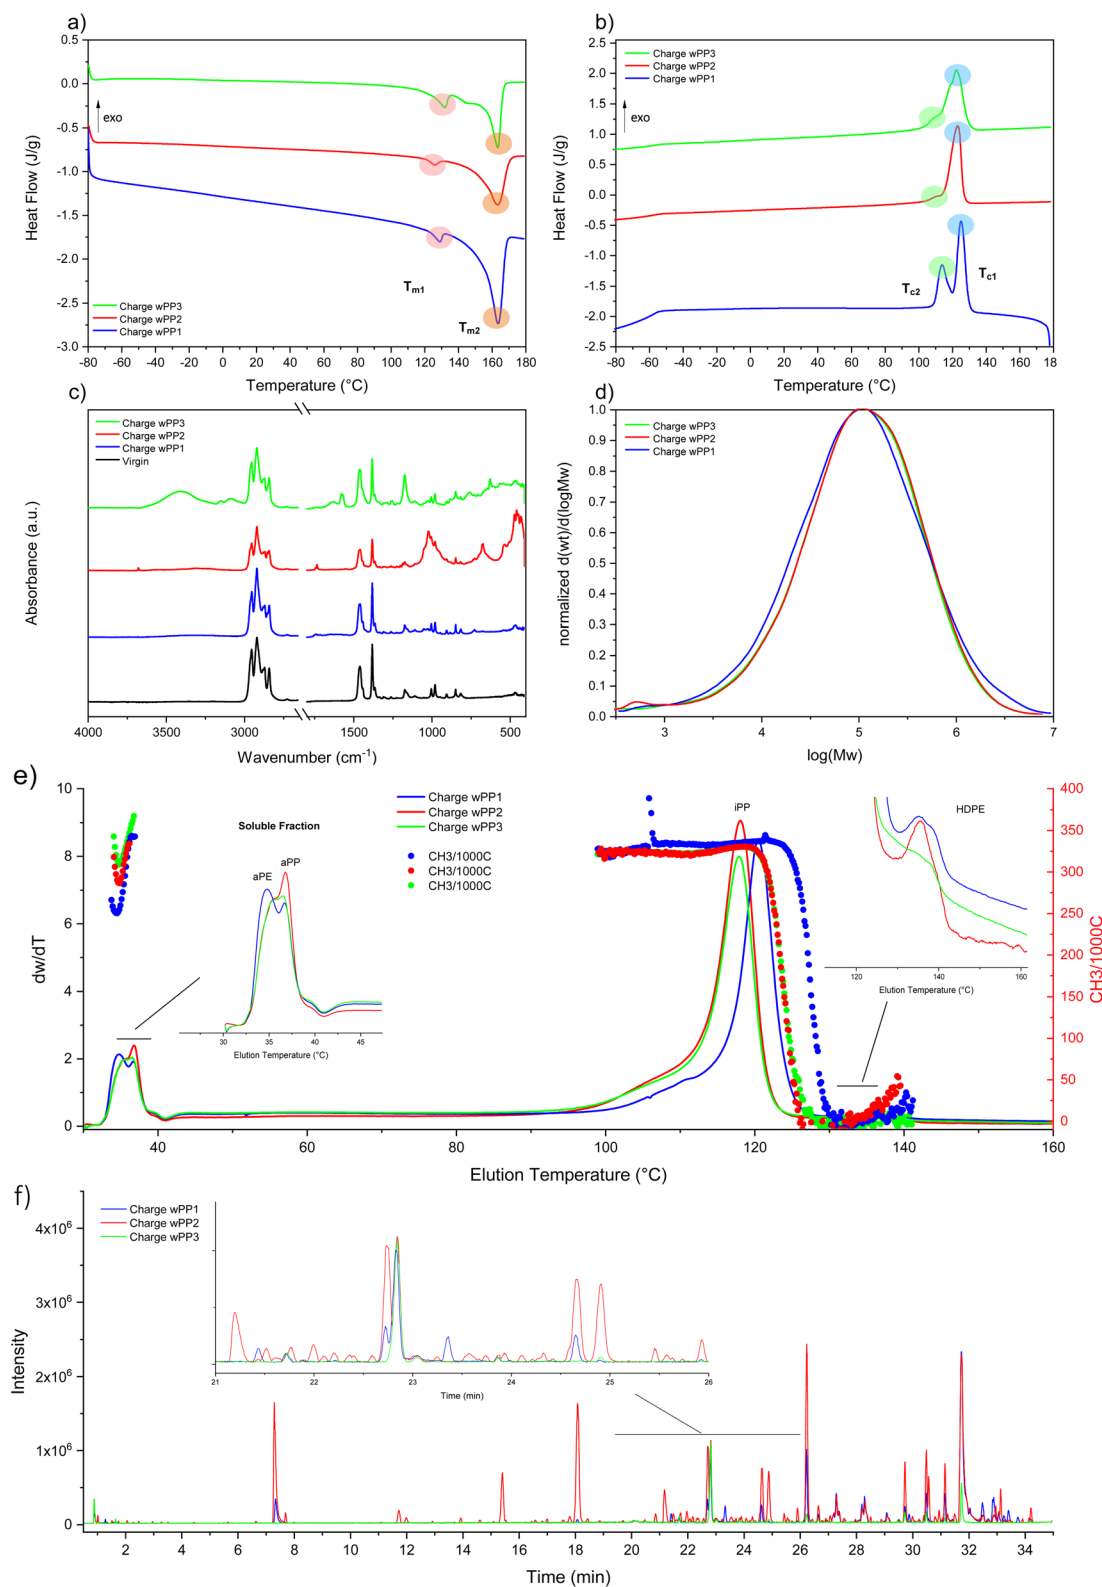 a)
0.5
0.0
-0.5
-1.0
-1.5
-2.0
-2.5
-3.0
Heat Flow (J/g)
exo
Tm1
Tm2
Charge wPP3
Charge wPP2
Charge wPP1
-80 -60 -40 -20 0 20 40 60 80 100 120 140 160 180
Temperature (°C)
b)
2.5
2.0
1.5
1.0
0.5
0.0
-0.5
-1.0
-1.5
-2.0
-2.5
Heat Flow (J/g)
Charge wPP3
Charge wPP2
Charge wPP1
exo
Tc2
Tc1
-80 -60 -40 -20 0 20 40 60 80 100 120 140 160 18
Temperature (°C)
c)
Absorbance (a.u.)
Charge wPP3
Charge wPP2
Charge wPP1
Virgin
4000 3000 1500 1000 500
Wavenumber (cm-1)
d)
1.0
0.9
0.8
0.7
0.6
0.5
0.4
0.3
0.2
0.1
0.0
normalized d(wt)/d(logMw)
Charge wPP3
Charge wPP2
Charge wPP1
3 4 5 6 7
log(Mw)
e)
10
8
6
4
2
0
dw/dT
Soluble Fraction
aPP
aPE
30 35 40 45
Elution Temperature (°C)
Charge wPP1
Charge wPP2
Charge wPP3
CH3/1000C
CH3/1000C
CH3/1000C
iPP
HDPE
120 140 160
Elution Temperature (°C)
400
350
300
250
200
150
100
50
0
CH3/1000C
40 60 80 100 120 140 160
Elution Temperature (°C)
f)
4x10^6
3x10^6
2x10^6
1x10^6
0
Intensity
Charge wPP1
Charge wPP2
Charge wPP3
21 22 23 24 25 26
Time (min)
2 4 6 8 10 12 14 16 18 20 22 24 26 28 30 32 34
Time (min)